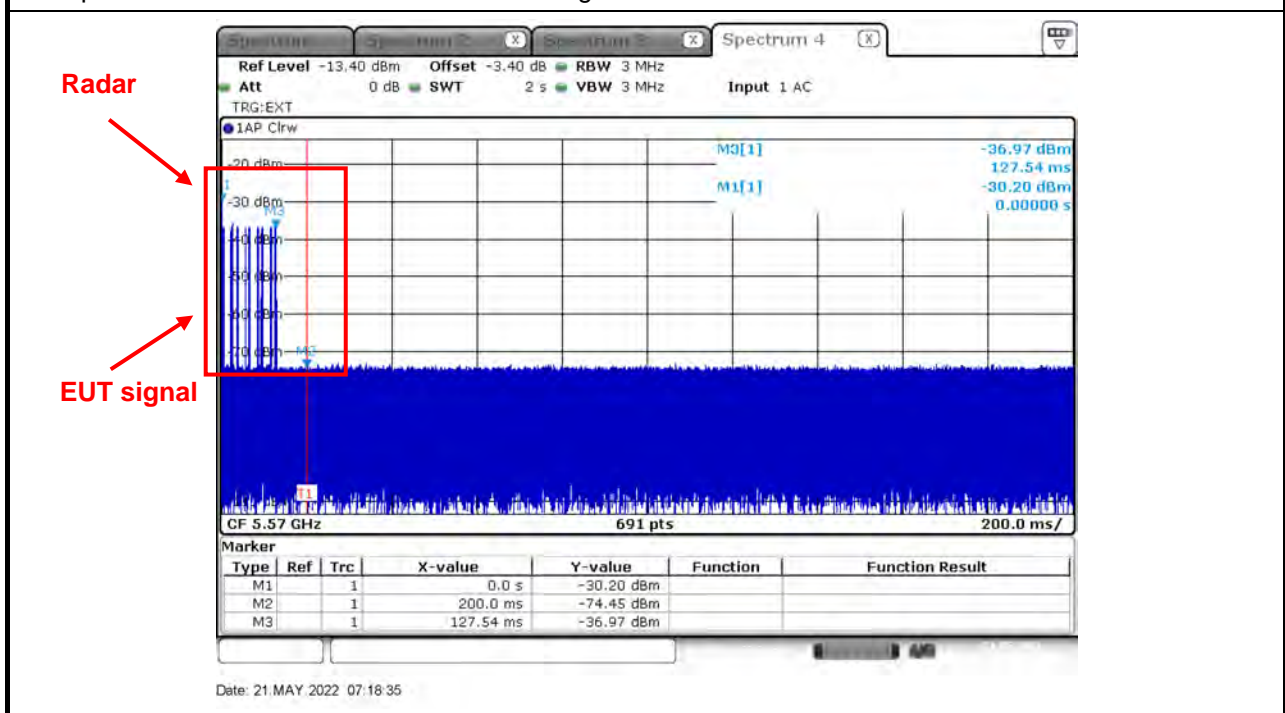 Spectrum 4
Ref Level -13.40 dBm Offset -3.40 dB RBW 3 MHz
Att 0 dB SWT 2 s VBW 3 MHz Input 1 AC
TRG:EXT
1AP Clrw
Radar
M3[1] -36.97 dBm
127.54 ms
M1[1] -30.20 dBm
0.00000 s
-20 dBm
1
-30 dBm
M3
-40 dBm
-50 dBm
-60 dBm
-70 dBm M2
EUT signal
T1
CF 5.57 GHz 691 pts 200.0 ms/
Marker
Type Ref Trc X-value Y-value Function Function Result
M1 1 0.0 s -30.20 dBm
M2 1 200.0 ms -74.45 dBm
M3 1 127.54 ms -36.97 dBm
Date: 21.MAY.2022 07:18:35